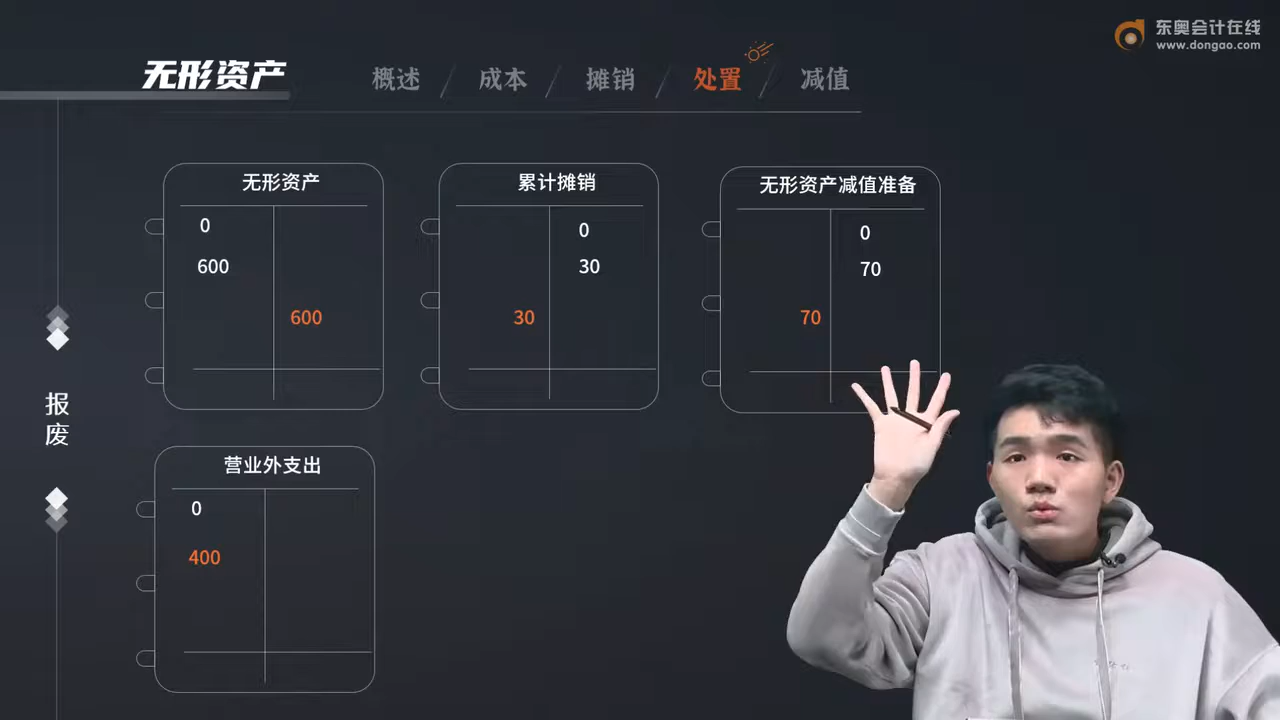 东奥会计在线
www.dongao.com
无形资产
概述 / 成本 / 摊销 / 处置 / 减值
报废
无形资产
0
600
600
累计摊销
0
30
30
无形资产减值准备
0
70
70
营业外支出
0
400